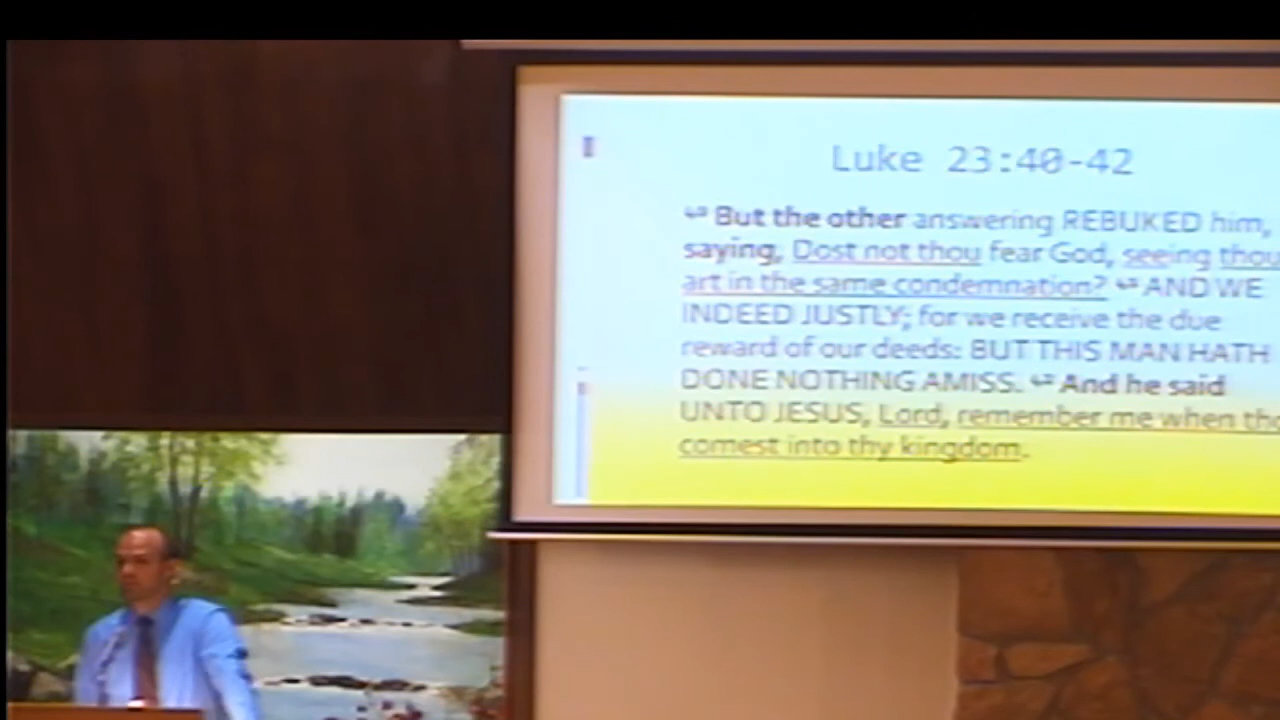 Luke 23:40-42
But the other answering REBUKED him,
saying, Dost not thou fear God, seeing thou
art in the same condemnation? AND WE
INDEED JUSTLY; for we receive the due
reward of our deeds: BUT THIS MAN HATH
DONE NOTHING AMISS. And he said
UNTO JESUS, Lord, remember me when tho
comest into thy kingdom.